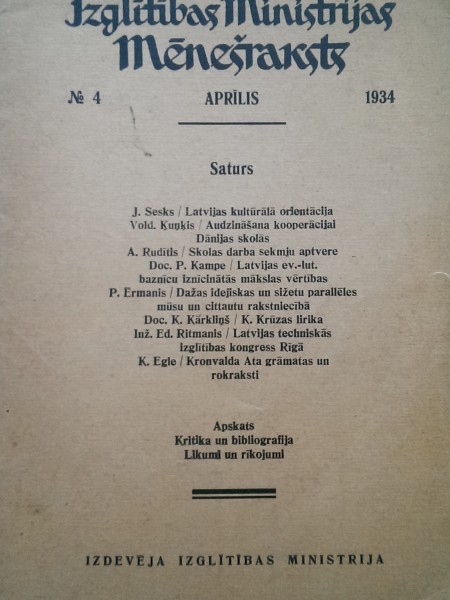 Izglītības Ministrijas
Mēnešraksts
№ 4 APRĪLIS 1934
Saturs
J. Sesks / Latvijas kultūrālā orientācija
Vold. Ķuņķis / Audzināšana kooperācijai
Dānijas skolās
A. Rudītis / Skolas darba sekmju aptvere
Doc. P. Kampe / Latvijas ev.-lut.
baznīcu iznīcinātās mākslas vērtības
P. Ērmanis / Dažas idejiskas un sižetu parallēles
mūsu un cittautu rakstniecībā
Doc. K. Kārkliņš / K. Krūzas lirika
Inž. Ed. Ritmanis / Latvijas techniskās
izglītības kongress Rīgā
K. Egle / Kronvalda Ata grāmatas un
rokraksti
Apskats
Kritika un bibliografija
Likumi un rīkojumi
IZDEVĒJA IZGLĪTĪBAS MINISTRIJA